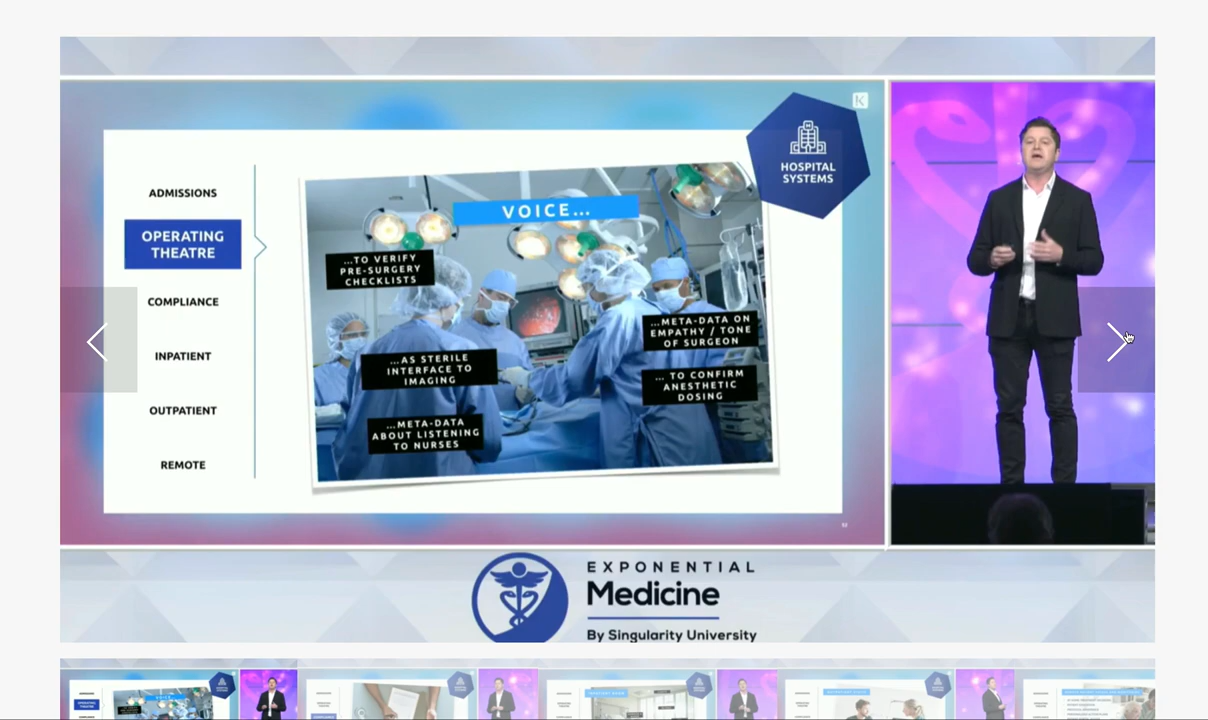 K
HOSPITAL
SYSTEMS
ADMISSIONS
OPERATING
THEATRE
COMPLIANCE
INPATIENT
OUTPATIENT
REMOTE
VOICE...
...TO VERIFY
PRE-SURGERY
CHECKLISTS
...META-DATA ON
EMPATHY / TONE
OF SURGEON
...AS STERILE
INTERFACE TO
IMAGING
... TO CONFIRM
ANESTHETIC
DOSING
...META-DATA
ABOUT LISTENING
TO NURSES
EXPONENTIAL
Medicine
By Singularity University